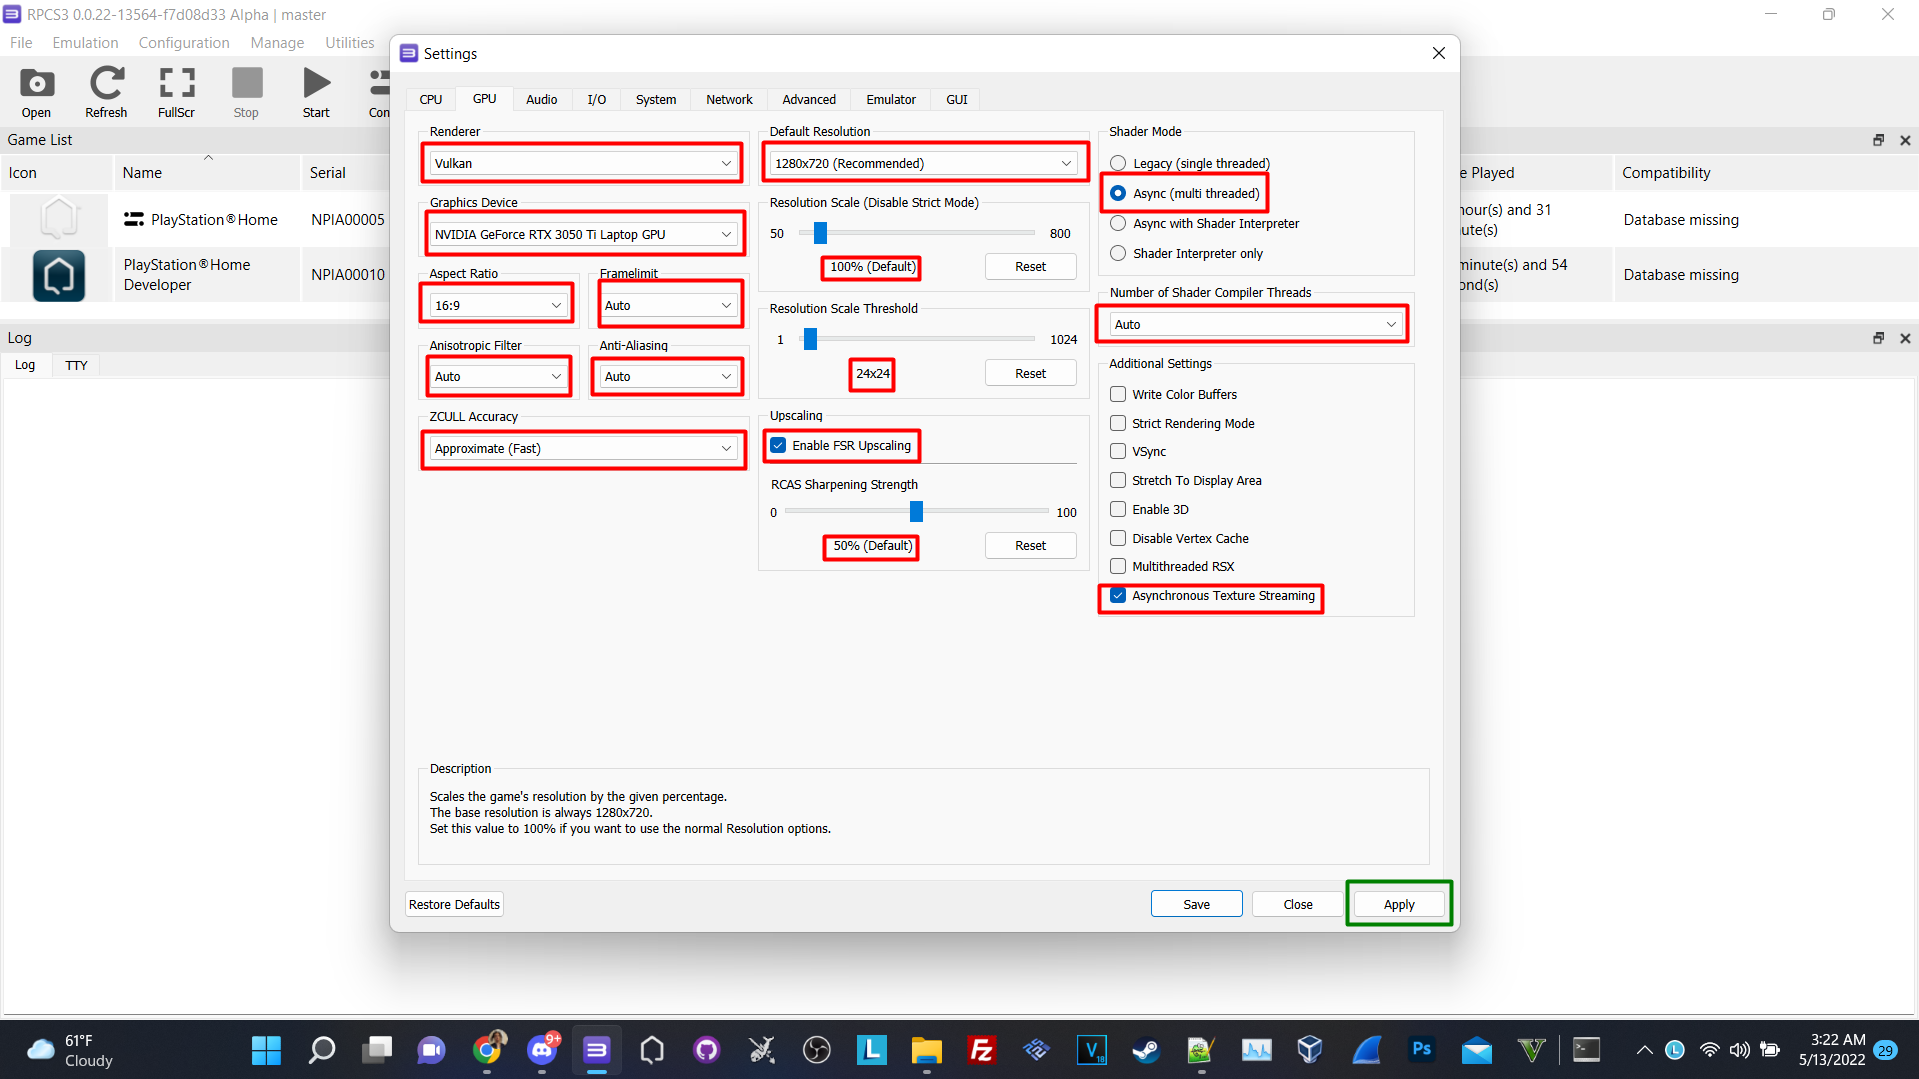 RPCS3 0.0.22-13564-f7d08d33 Alpha | master
File Emulation Configuration Manage Utilities
Open Refresh FullScr Stop Start Con
Game List
Icon Name Serial
PlayStation®Home NPIA00005
PlayStation®Home
Developer
NPIA00010
Log
Log TTY
e Played Compatibility
hour(s) and 31
ute(s)
Database missing
minute(s) and 54
ond(s)
Database missing
Settings
CPU GPU Audio I/O System Network Advanced Emulator GUI
Renderer
Vulkan
Graphics Device
NVIDIA GeForce RTX 3050 Ti Laptop GPU
Aspect Ratio Framelimit
16:9 Auto
Anisotropic Filter Anti-Aliasing
Auto Auto
ZCULL Accuracy
Approximate (Fast)
Default Resolution
1280x720 (Recommended)
Resolution Scale (Disable Strict Mode)
50 800
100% (Default) Reset
Resolution Scale Threshold
1 1024
24x24 Reset
Upscaling
Enable FSR Upscaling
RCAS Sharpening Strength
0 100
50% (Default) Reset
Shader Mode
Legacy (single threaded)
Async (multi threaded)
Async with Shader Interpreter
Shader Interpreter only
Number of Shader Compiler Threads
Auto
Additional Settings
Write Color Buffers
Strict Rendering Mode
VSync
Stretch To Display Area
Enable 3D
Disable Vertex Cache
Multithreaded RSX
Asynchronous Texture Streaming
Description
Scales the game's resolution by the given percentage.
The base resolution is always 1280x720.
Set this value to 100% if you want to use the normal Resolution options.
Restore Defaults Save Close Apply
61°F
Cloudy
9+
L
Fz
V
18
Ps
L
3:22 AM
5/13/2022
29